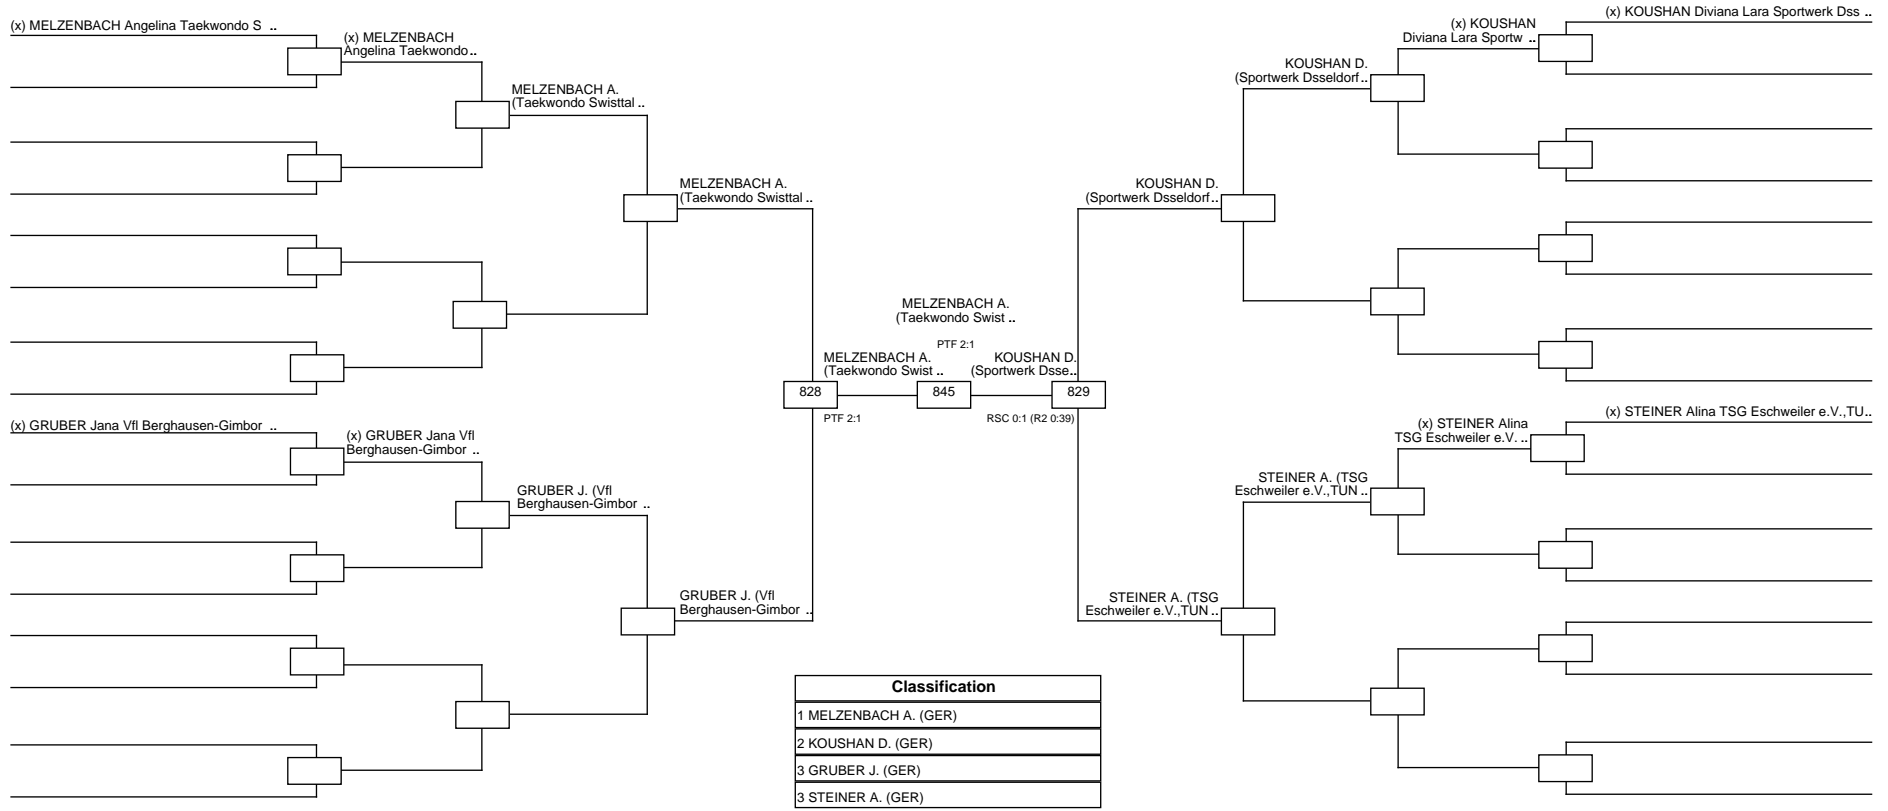 (x) MELZENBACH Angelina Taekwondo S ..
(x) MELZENBACH
Angelina Taekwondo..
MELZENBACH A.
(Taekwondo Swisttal ..
MELZENBACH A.
(Taekwondo Swisttal ..
(x) GRUBER Jana Vfl Berghausen-Gimbor ..
(x) GRUBER Jana Vfl
Berghausen-Gimbor ..
GRUBER J. (Vfl
Berghausen-Gimbor ..
GRUBER J. (Vfl
Berghausen-Gimbor ..
MELZENBACH A.
(Taekwondo Swist ..
PTF 2:1
MELZENBACH A.
(Taekwondo Swist ..
KOUSHAN D.
(Sportwerk Dsse..
828
845
829
PTF 2:1
RSC 0:1 (R2 0:39)
(x) KOUSHAN Diviana Lara Sportwerk Dss ..
(x) KOUSHAN
Diviana Lara Sportw ..
KOUSHAN D.
(Sportwerk Dsseldorf..
KOUSHAN D.
(Sportwerk Dsseldorf..
(x) STEINER Alina TSG Eschweiler e.V.,TU..
(x) STEINER Alina
TSG Eschweiler e.V. ..
STEINER A. (TSG
Eschweiler e.V.,TUN ..
STEINER A. (TSG
Eschweiler e.V.,TUN ..
Classification
1 MELZENBACH A. (GER)
2 KOUSHAN D. (GER)
3 GRUBER J. (GER)
3 STEINER A. (GER)